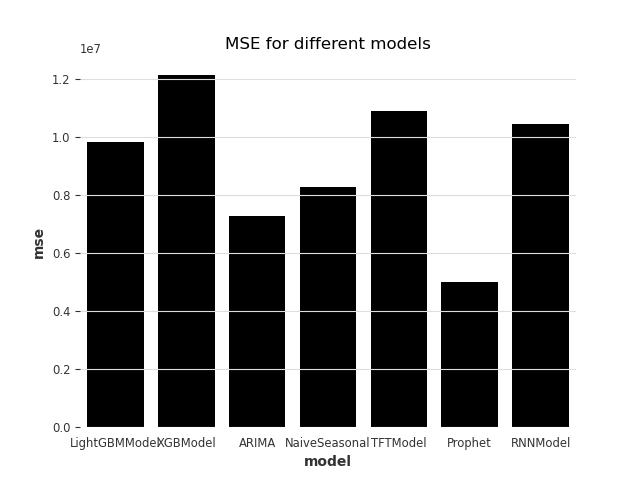 MSE for different models
1e7
1.2
1.0
0.8
0.6
0.4
0.2
0.0
mse
LightGBMModel XGBModel ARIMA NaiveSeasonal TFTModel Prophet RNNModel
model